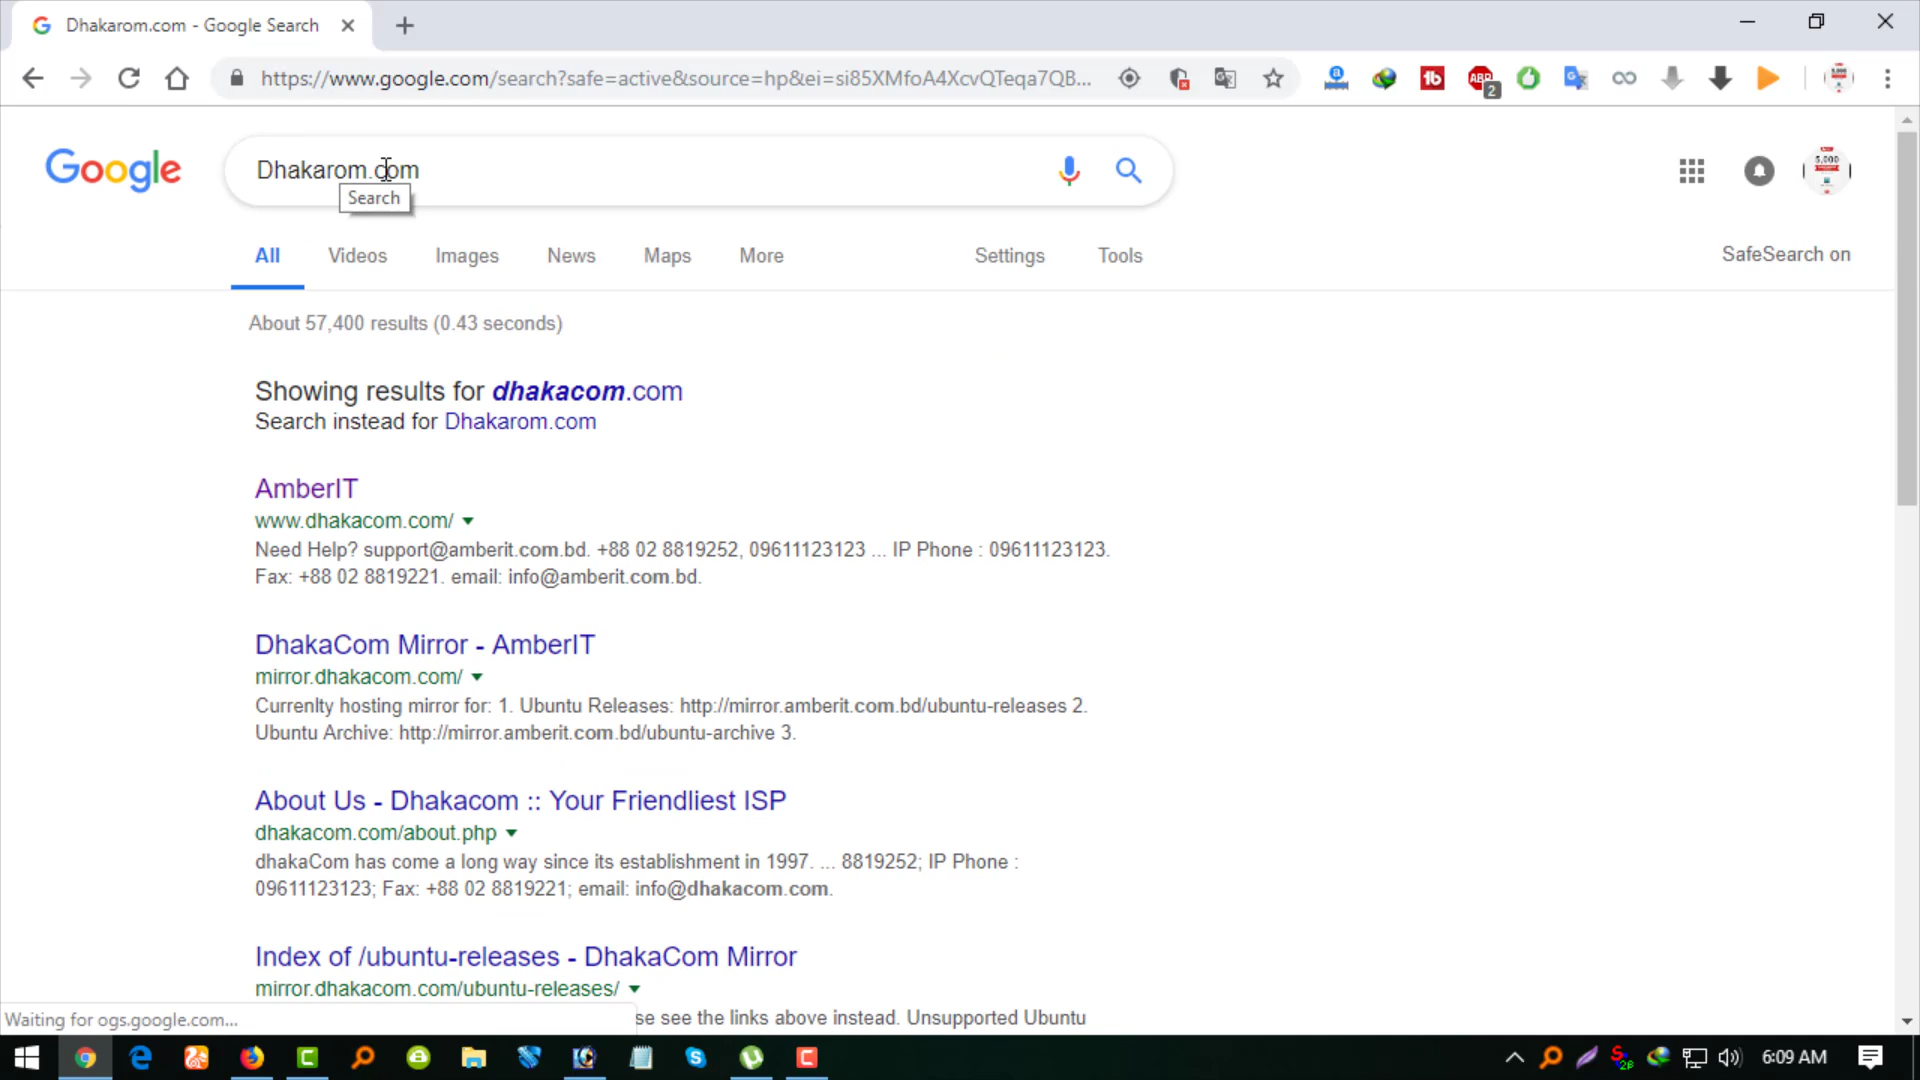 Dhakarom.com - Google Search
https://www.google.com/search?safe=active&source=hp&ei=si85XMfoA4XcvQTeqa7QB...
ABP
2
Google
Dhakarom.com
Search
5,000
All Videos Images News Maps More Settings Tools
SafeSearch on
About 57,400 results (0.43 seconds)
Showing results for dhakacom.com
Search instead for Dhakarom.com
AmberIT
www.dhakacom.com/
Need Help? support@amberit.com.bd. +88 02 8819252, 09611123123 ... IP Phone : 09611123123.
Fax: +88 02 8819221. email: info@amberit.com.bd.
DhakaCom Mirror - AmberIT
mirror.dhakacom.com/
Currenlty hosting mirror for: 1. Ubuntu Releases: http://mirror.amberit.com.bd/ubuntu-releases 2.
Ubuntu Archive: http://mirror.amberit.com.bd/ubuntu-archive 3.
About Us - Dhakacom :: Your Friendliest ISP
dhakacom.com/about.php
dhakaCom has come a long way since its establishment in 1997. ... 8819252; IP Phone :
09611123123; Fax: +88 02 8819221; email: info@dhakacom.com.
Index of /ubuntu-releases - DhakaCom Mirror
mirror.dhakacom.com/ubuntu-releases/
Waiting for ogs.google.com...
se see the links above instead. Unsupported Ubuntu
6:09 AM